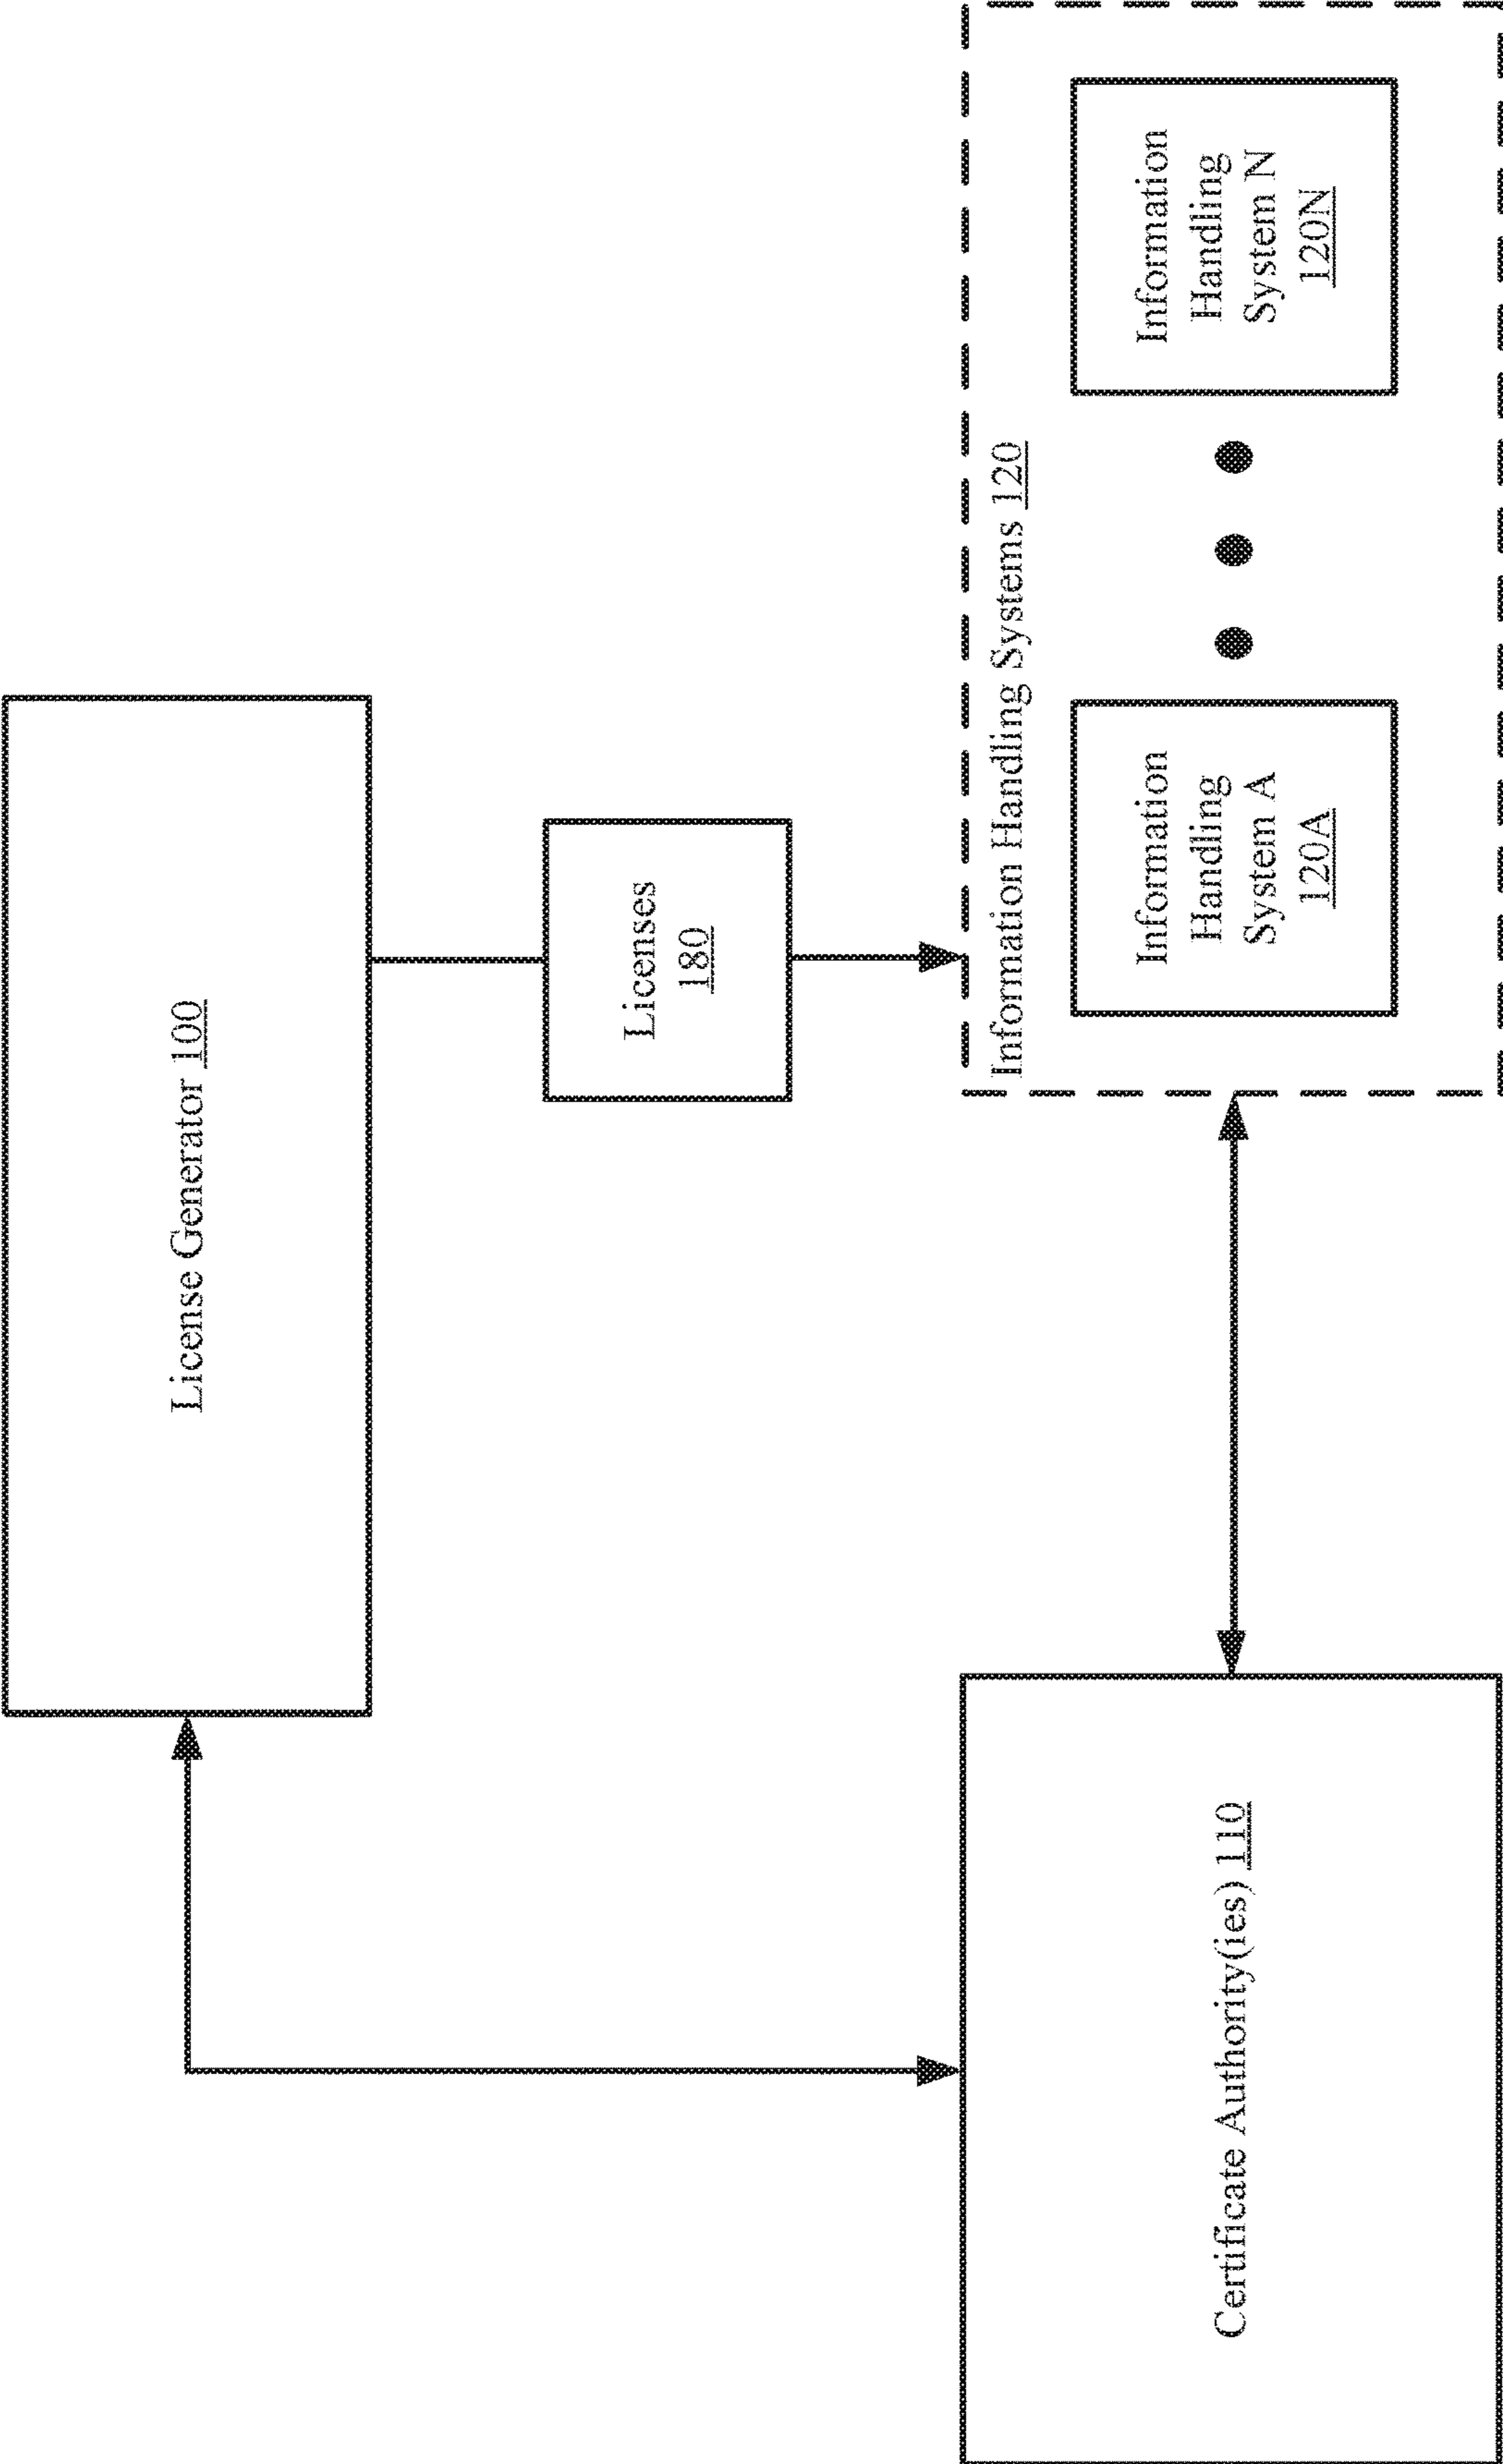 License Generator 100
Licenses
180
Certificate Authority(ies) 110
Information Handling Systems 120
Information
Handling
System A
120A
Information
Handling
System N
120N